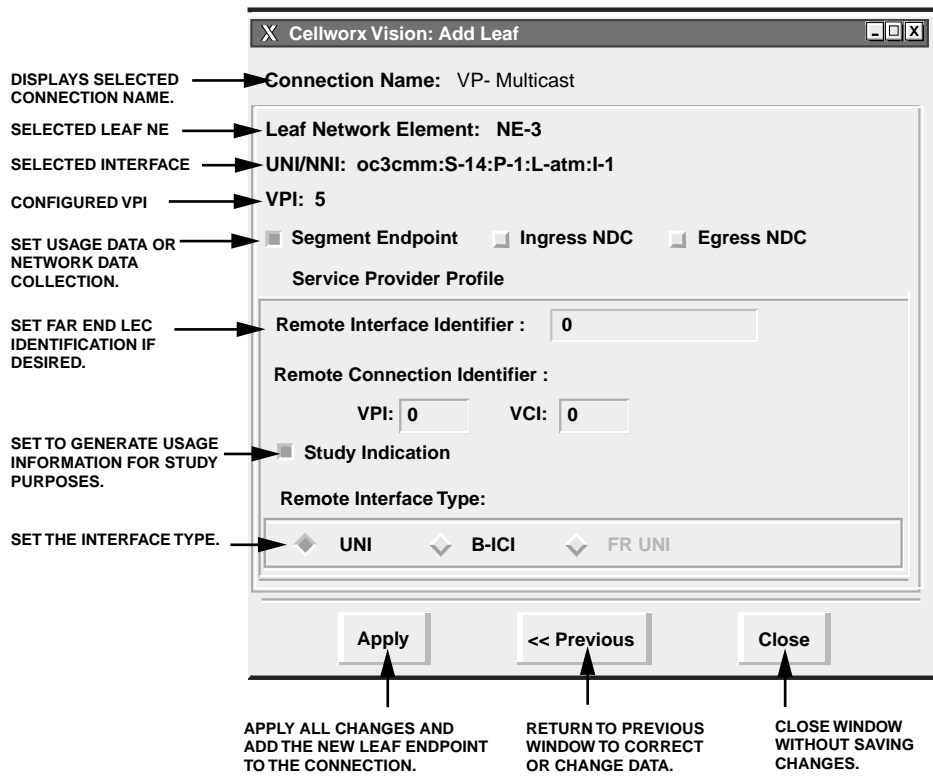 X Cellworx Vision: Add Leaf
DISPLAYS SELECTED
CONNECTION NAME.
Connection Name: VP- Multicast
SELECTED LEAF NE
Leaf Network Element: NE-3
SELECTED INTERFACE
UNI/NNI: oc3cmm:S-14:P-1:L-atm:I-1
CONFIGURED VPI
VPI: 5
SET USAGE DATA OR
NETWORK DATA
COLLECTION.
Segment Endpoint Ingress NDC Egress NDC
Service Provider Profile
SET FAR END LEC
IDENTIFICATION IF
DESIRED.
Remote Interface Identifier : 0
Remote Connection Identifier :
VPI: 0 VCI: 0
SET TO GENERATE USAGE
INFORMATION FOR STUDY
PURPOSES.
Study Indication
Remote Interface Type:
SET THE INTERFACE TYPE.
UNI B-ICI FR UNI
Apply << Previous Close
APPLY ALL CHANGES AND
ADD THE NEW LEAF ENDPOINT
TO THE CONNECTION.
RETURN TO PREVIOUS
WINDOW TO CORRECT
OR CHANGE DATA.
CLOSE WINDOW
WITHOUT SAVING
CHANGES.